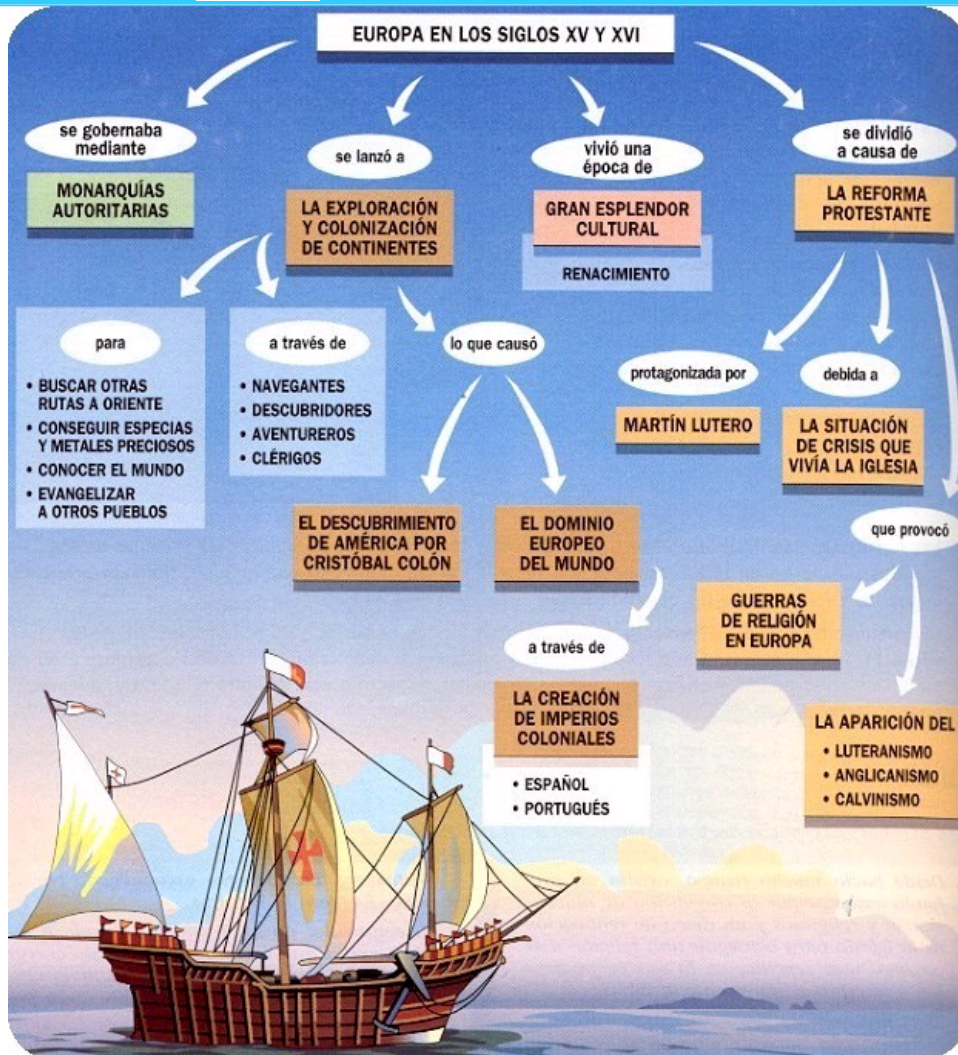 EUROPA EN LOS SIGLOS XV Y XVI
se gobernaba
mediante
MONARQUÍAS
AUTORITARIAS
se lanzó a
LA EXPLORACIÓN
Y COLONIZACIÓN
DE CONTINENTES
vivió una
época de
GRAN ESPLENDOR
CULTURAL
RENACIMIENTO
se dividió
a causa de
LA REFORMA
PROTESTANTE
para
• BUSCAR OTRAS
RUTAS A ORIENTE
• CONSEGUIR ESPECIAS
Y METALES PRECIOSOS
• CONOCER EL MUNDO
• EVANGELIZAR
A OTROS PUEBLOS
a través de
• NAVEGANTES
• DESCUBRIDORES
• AVENTUREROS
• CLÉRIGOS
lo que causó
EL DESCUBRIMIENTO
DE AMÉRICA POR
CRISTÓBAL COLÓN
EL DOMINIO
EUROPEO
DEL MUNDO
a través de
LA CREACIÓN
DE IMPERIOS
COLONIALES
• ESPAÑOL
• PORTUGUÉS
protagonizada por
MARTÍN LUTERO
debida a
LA SITUACIÓN
DE CRISIS QUE
VIVÍA LA IGLESIA
que provocó
GUERRAS
DE RELIGIÓN
EN EUROPA
LA APARICIÓN DEL
• LUTERANISMO
• ANGLICANISMO
• CALVINISMO